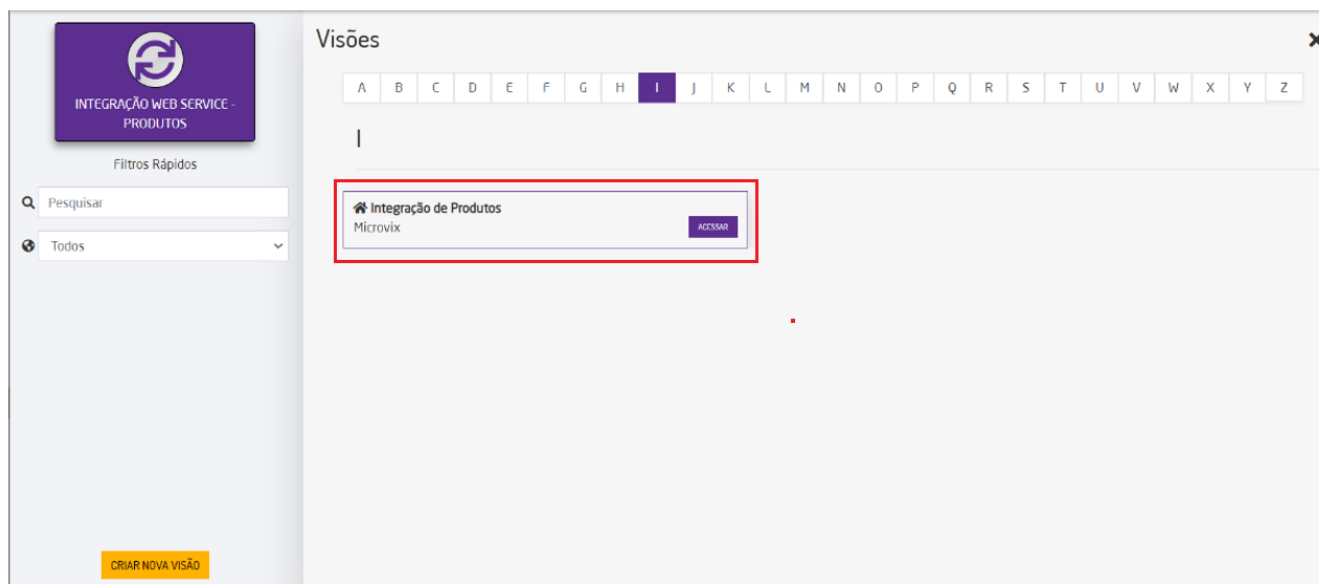 INTEGRAÇÃO WEB SERVICE -
PRODUTOS
Filtros Rápidos
Pesquisar
Todos
CRIAR NOVA VISÃO
Visões
A B C D E F G H I J K L M N O P Q R S T U V W X Y Z
I
Integração de Produtos
Microvix
ACESSAR